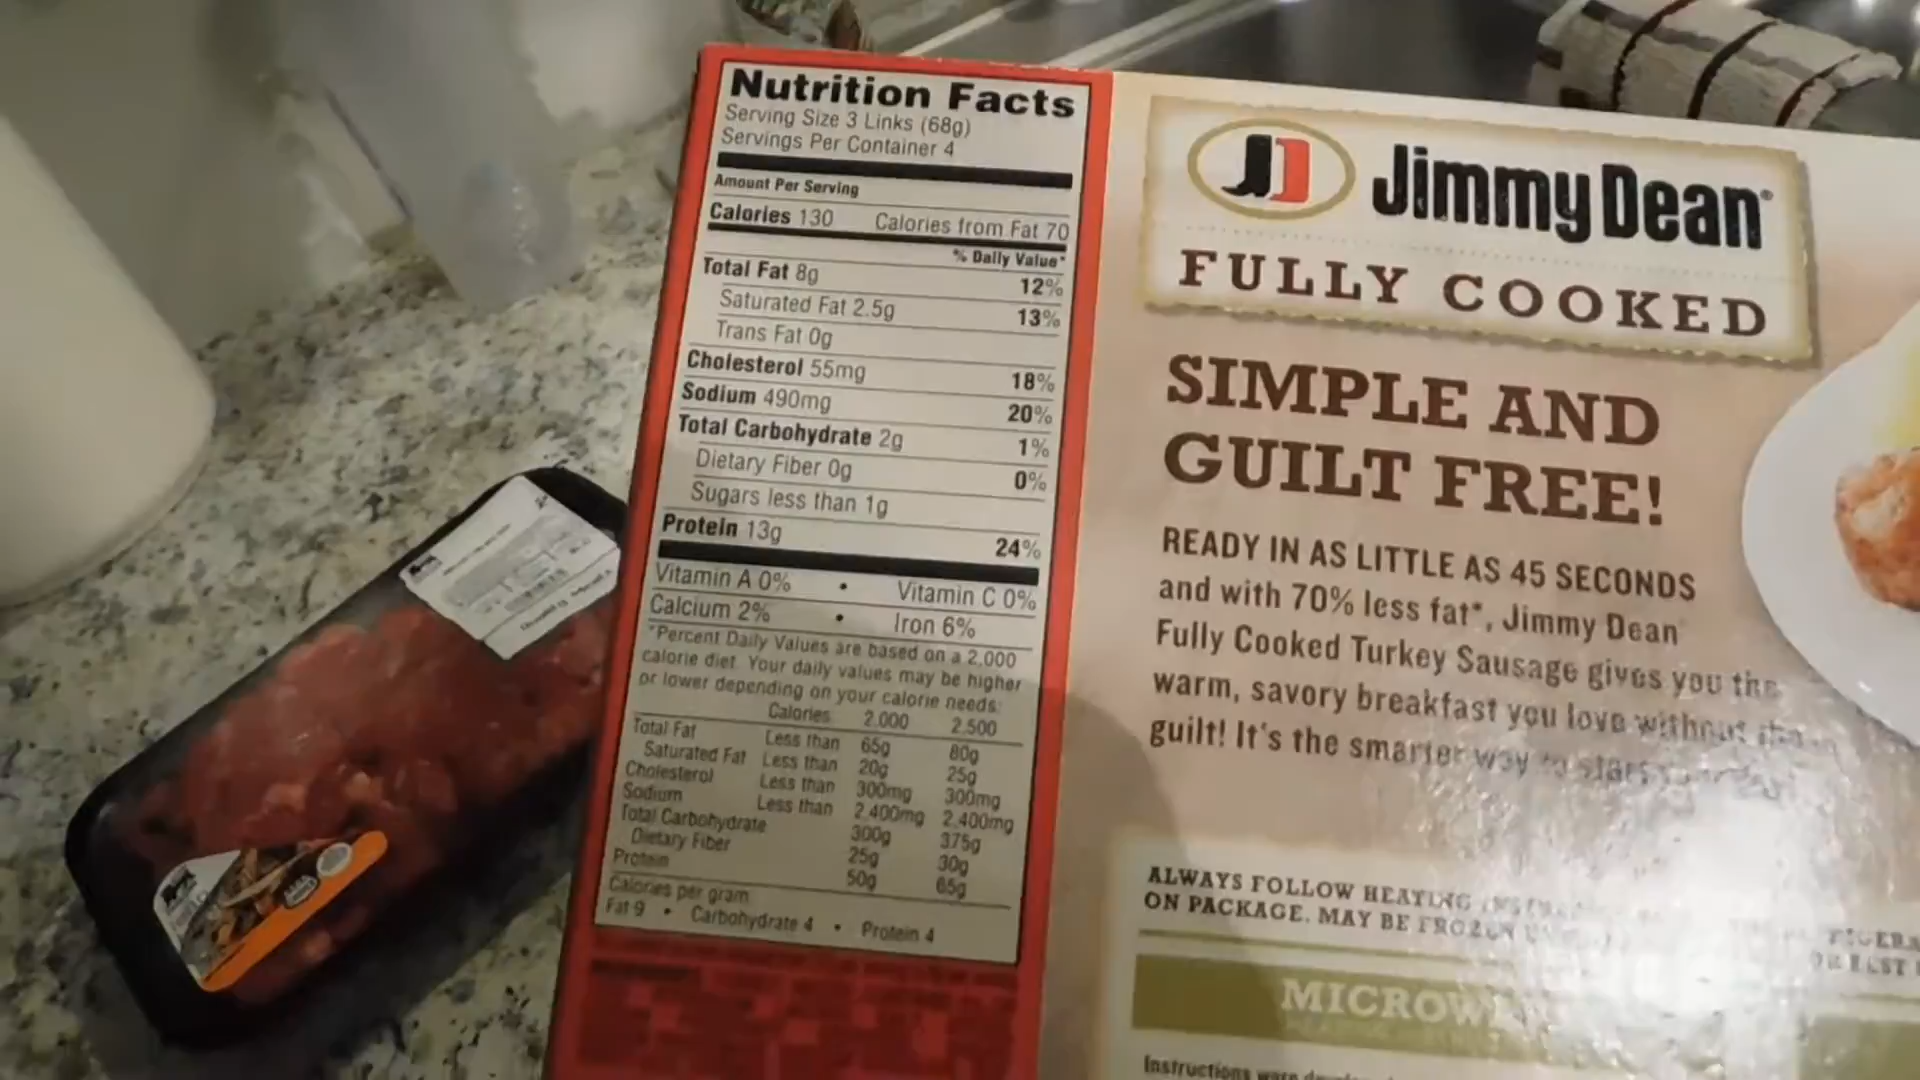 Nutrition Facts
Serving Size 3 Links (68g)
Servings Per Container 4
Amount Per Serving
Calories 130 Calories from Fat 70
% Daily Value*
Total Fat 8g 12%
Saturated Fat 2.5g 13%
Trans Fat 0g
Cholesterol 55mg 18%
Sodium 490mg 20%
Total Carbohydrate 2g 1%
Dietary Fiber 0g 0%
Sugars less than 1g
Protein 13g 24%
Vitamin A 0% • Vitamin C 0%
Calcium 2% • Iron 6%
*Percent Daily Values are based on a 2,000
calorie diet. Your daily values may be higher
or lower depending on your calorie needs:
Calories 2,000 2,500
Total Fat Less than 65g 80g
Saturated Fat Less than 20g 25g
Cholesterol Less than 300mg 300mg
Sodium Less than 2,400mg 2,400mg
Total Carbohydrate 300g 375g
Dietary Fiber 25g 30g
Protein 50g 65g
Calories per gram
Fat 9 • Carbohydrate 4 • Protein 4
JD Jimmy Dean®
FULLY COOKED
SIMPLE AND
GUILT FREE!
READY IN AS LITTLE AS 45 SECONDS
and with 70% less fat*, Jimmy Dean
Fully Cooked Turkey Sausage gives you the
warm, savory breakfast you love without the
guilt! It's the smarter way to start
ALWAYS FOLLOW HEATING
ON PACKAGE. MAY BE FROZEN
Instructions were